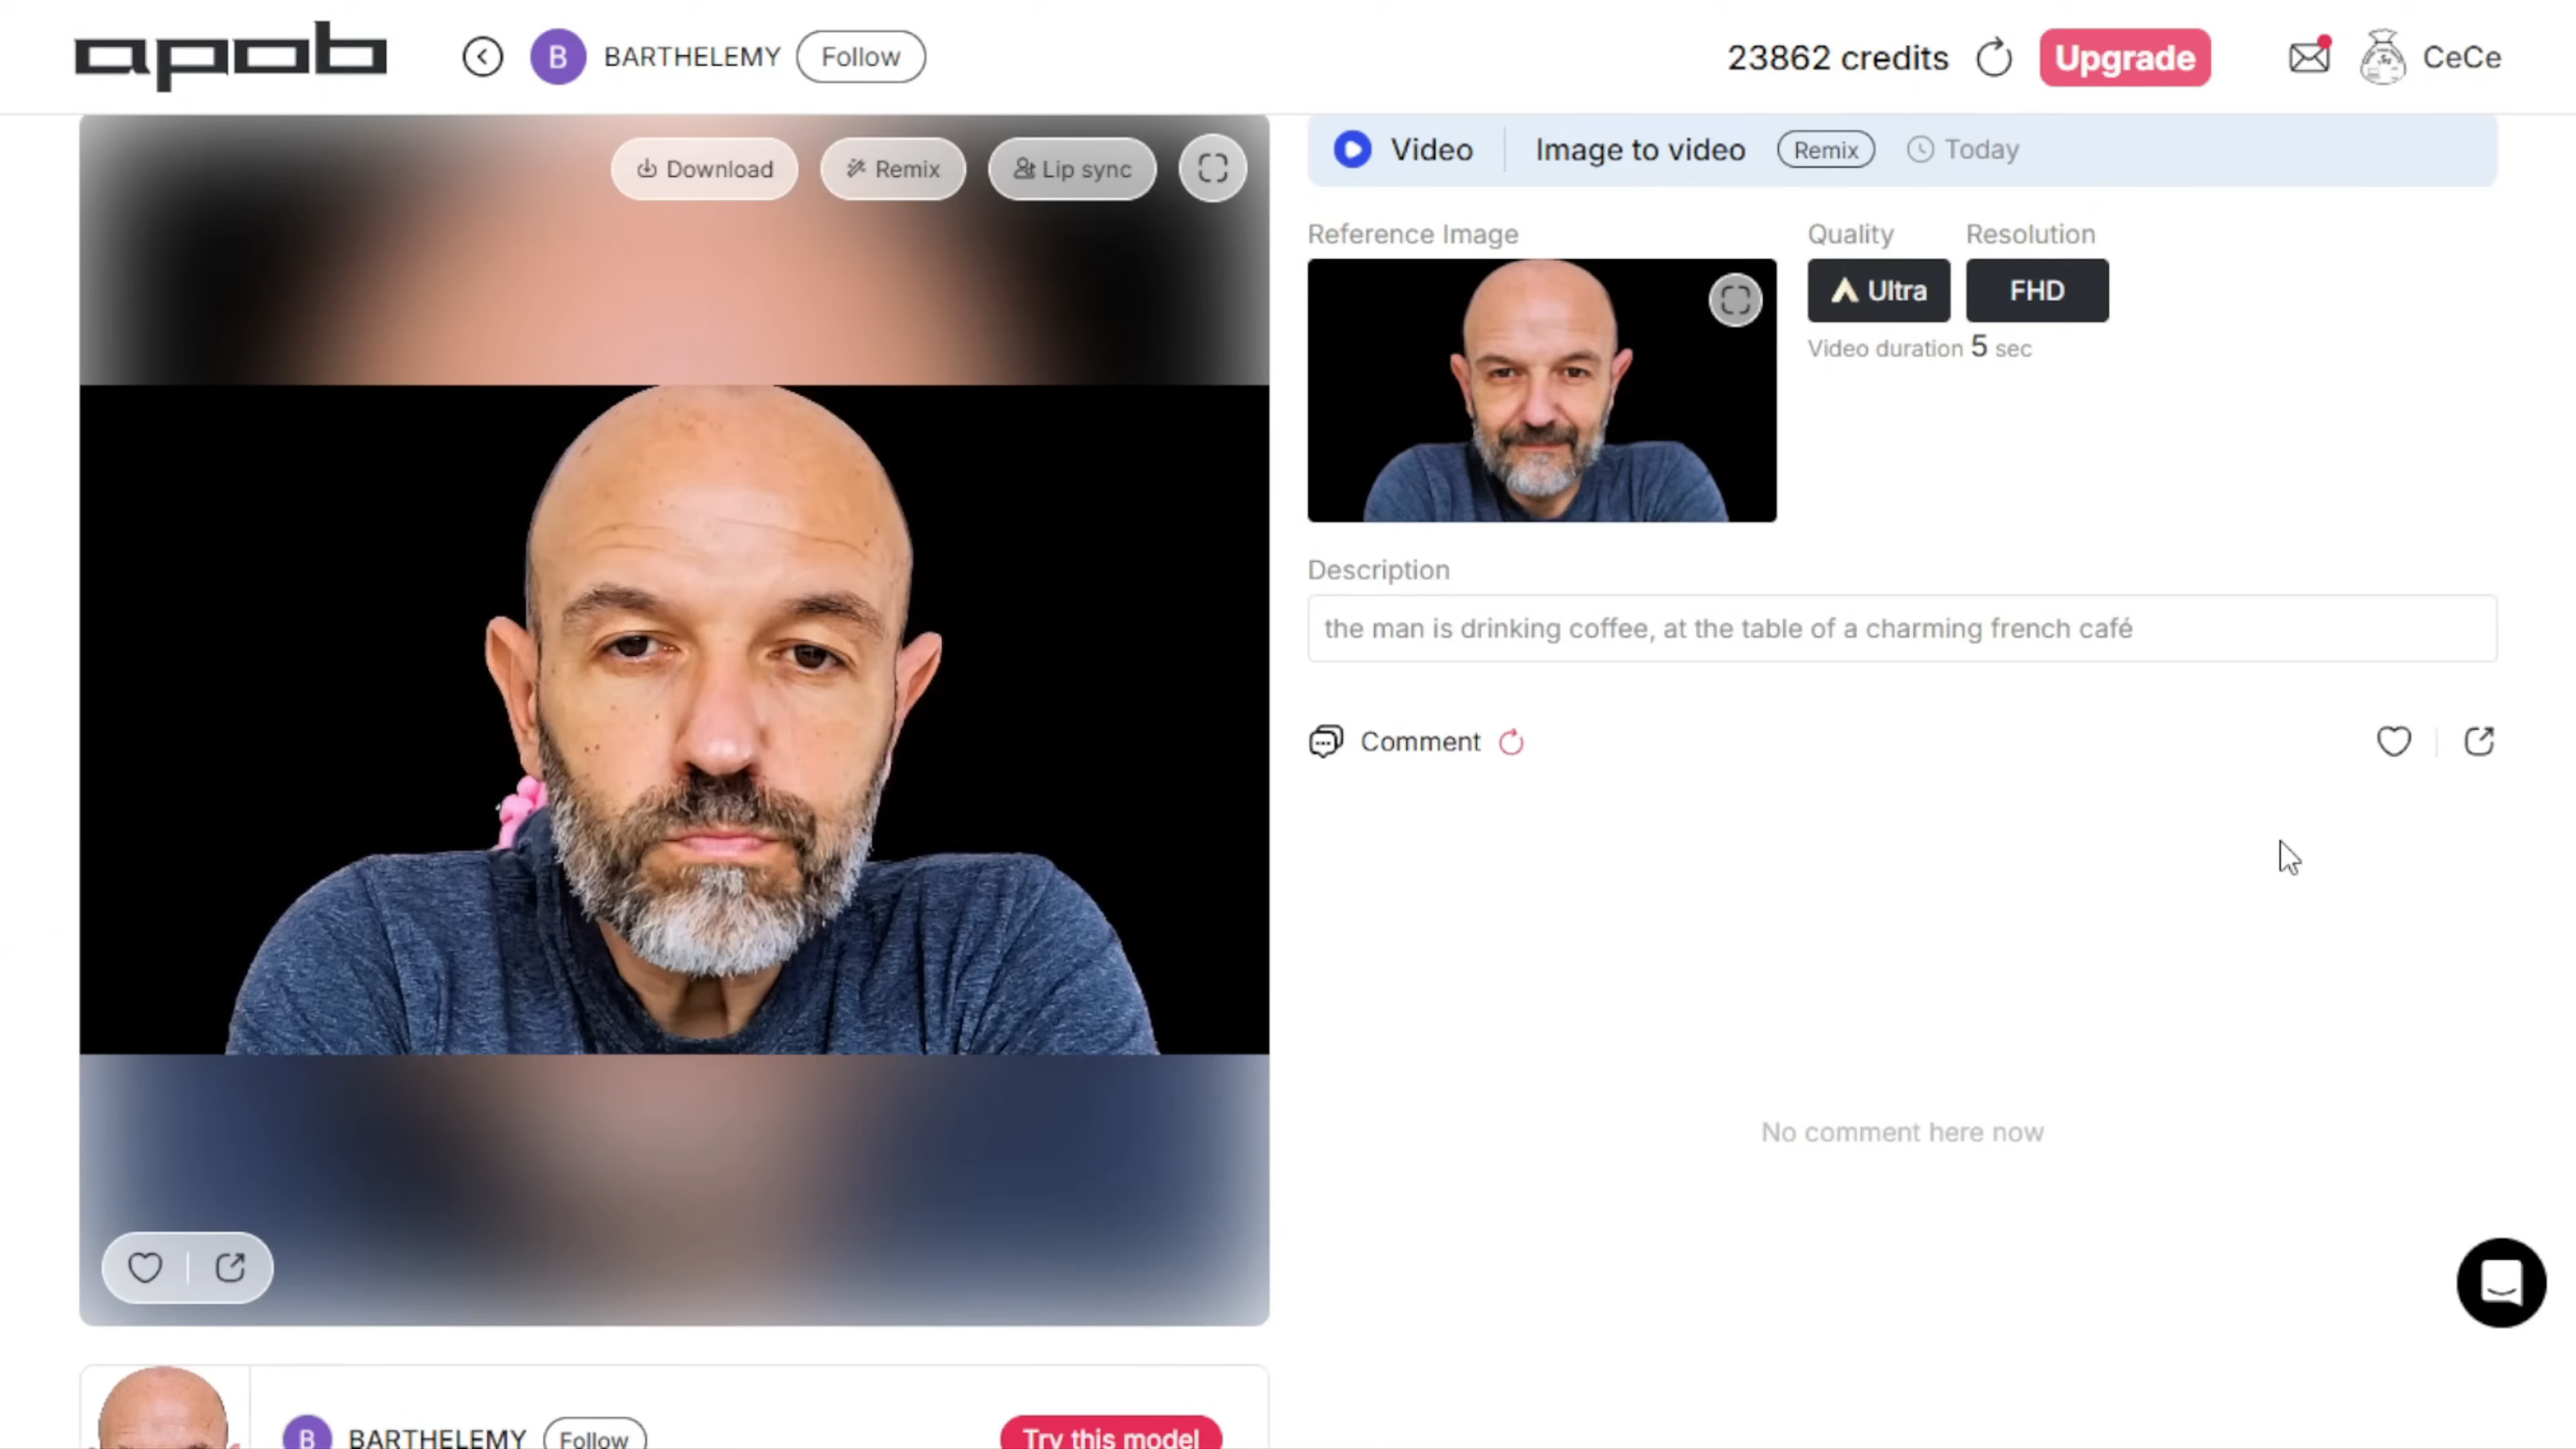 apob
B BARTHELEMY Follow
23862 credits Upgrade CeCe
Download Remix Lip sync
Video Image to video Remix Today
Reference Image Quality Resolution
Ultra FHD
Video duration 5 sec
Description
the man is drinking coffee, at the table of a charming french café
Comment
No comment here now
B BARTHELEMY Follow Try this model